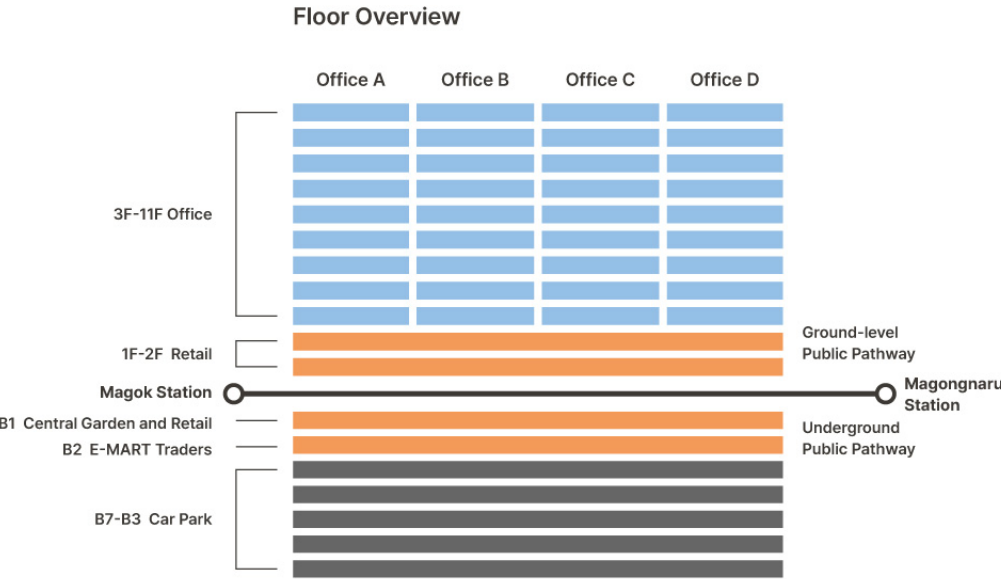 Floor Overview
Office A
Office B
Office C
Office D
3F-11F Office
1F-2F Retail
Ground-level
Public Pathway
Magok Station
Magongnaru
Station
B1 Central Garden and Retail
B2 E-MART Traders
Underground
Public Pathway
B7-B3 Car Park